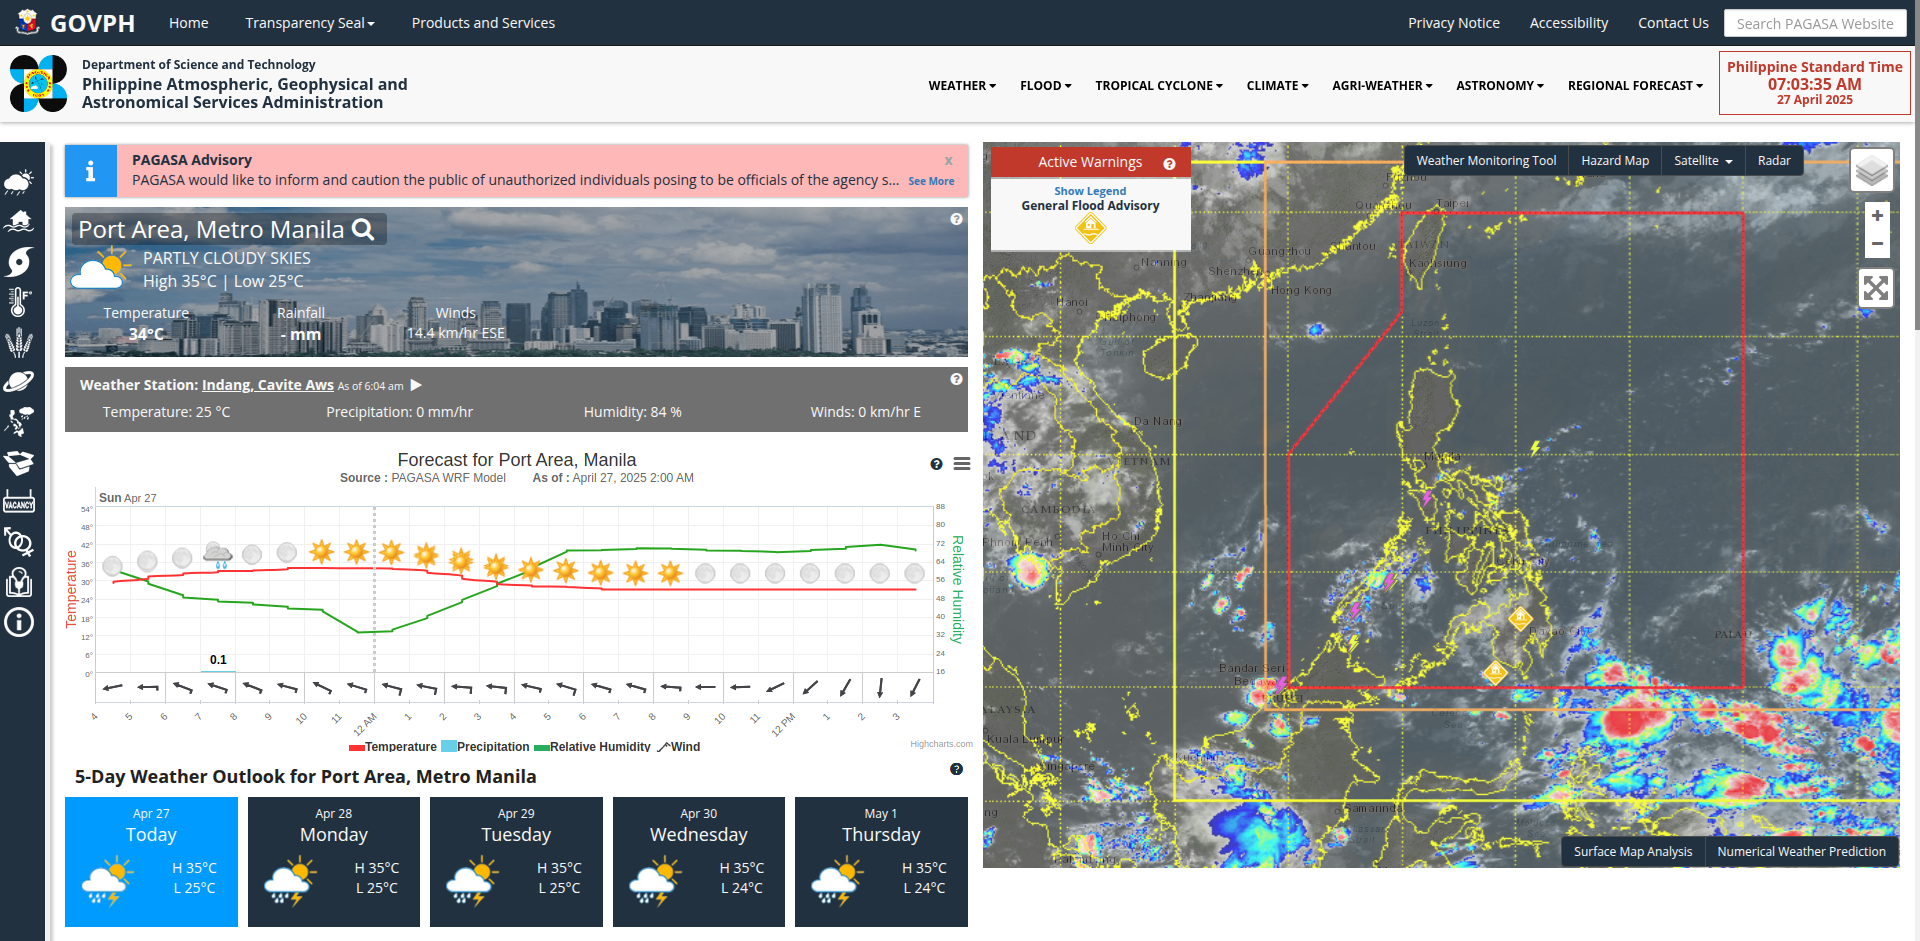 GOVPH
Home
Transparency Seal
Products and Services
Privacy Notice
Accessibility
Contact Us
Search PAGASA Website
Department of Science and Technology
Philippine Atmospheric, Geophysical and
Astronomical Services Administration
WEATHER
FLOOD
TROPICAL CYCLONE
CLIMATE
AGRI-WEATHER
ASTRONOMY
REGIONAL FORECAST
Philippine Standard Time
07:03:35 AM
27 April 2025
VACANCY
PAGASA Advisory
x
PAGASA would like to inform and caution the public of unauthorized individuals posing to be officials of the agency s... See More
Port Area, Metro Manila
PARTLY CLOUDY SKIES
High 35°C | Low 25°C
Temperature Rainfall Winds
34°C - mm 14.4 km/hr ESE
Weather Station: Indang, Cavite Aws As of 6:04 am
Temperature: 25 °C Precipitation: 0 mm/hr Humidity: 84 % Winds: 0 km/hr E
Forecast for Port Area, Manila
Source : PAGASA WRF Model As of : April 27, 2025 2:00 AM
Sun Apr 27
Temperature
54°
48°
42°
36°
30°
24°
18°
12°
6°
0°
88
80
72
64
56
48
40
32
24
16
Relative Humidity
0.1
4 5 6 7 8 9 10 11 12 AM 1 2 3 4 5 6 7 8 9 10 11 12 PM 1 2 3
Temperature Precipitation Relative Humidity Wind
Highcharts.com
5-Day Weather Outlook for Port Area, Metro Manila
Apr 27
Today
H 35°C
L 25°C
Apr 28
Monday
H 35°C
L 25°C
Apr 29
Tuesday
H 35°C
L 25°C
Apr 30
Wednesday
H 35°C
L 24°C
May 1
Thursday
H 35°C
L 24°C
Active Warnings
Show Legend
General Flood Advisory
Weather Monitoring Tool
Hazard Map
Satellite
Radar
+
−
Taipei
Guangzhou
Shantou
TAIWAN
Nanning
Shenzhen
Kaohsiung
Hong Kong
Zhanjiang
Hanoi
Haiphong
Luzon
Da Nang
VIETNAM
Manila
CAMBODIA
PHILIPPINES
Phnom Penh
Ho Chi
Minh City
Davao City
PALAU
Bandar Seri
MALAYSIA
Kuala Lumpur
Singapore
Kuching
Samarinda
Surface Map Analysis
Numerical Weather Prediction